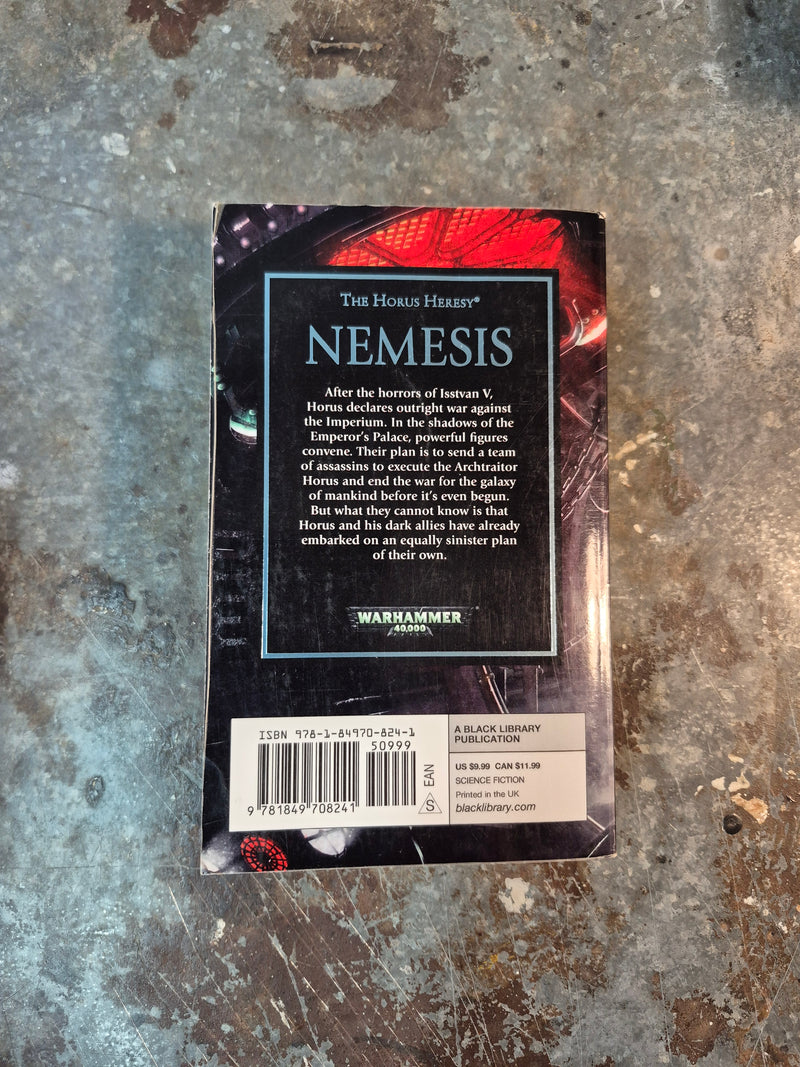 THE HORUS HERESY®
NEMESIS
After the horrors of Isstvan V,
Horus declares outright war against
the Imperium. In the shadows of the
Emperor's Palace, powerful figures
convene. Their plan is to send a team
of assassins to execute the Archtraitor
Horus and end the war for the galaxy
of mankind before it's even begun.
But what they cannot know is that
Horus and his dark allies have already
embarked on an equally sinister plan
of their own.
WARHAMMER
40,000
ISBN 978-1-84970-824-1
50999
9 781849 708241
S
EAN
A BLACK LIBRARY
PUBLICATION
US $9.99 CAN $11.99
SCIENCE FICTION
Printed in the UK
blacklibrary.com